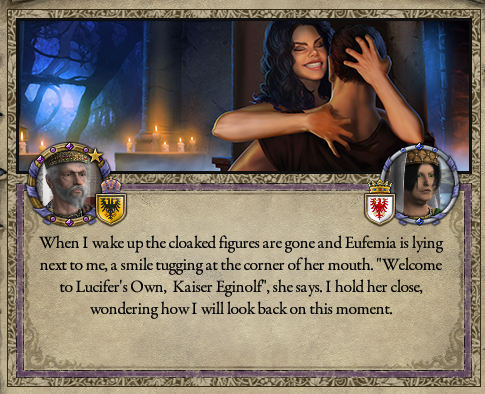 When I wake up the cloaked figures are gone and Eufemia is lying
next to me, a smile tugging at the corner of her mouth. "Welcome
to Lucifer's Own,  Kaiser Eginolf", she says. I hold her close,
wondering how I will look back on this moment.